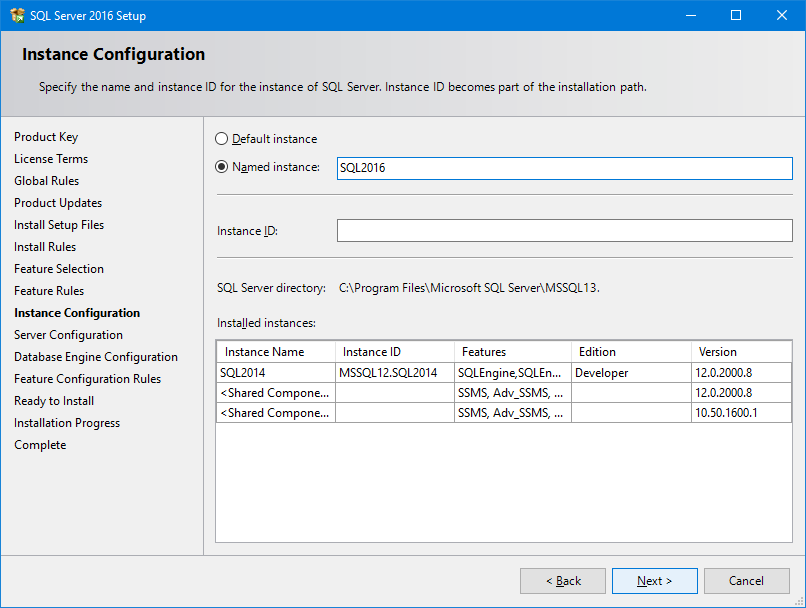 SQL Server 2016 Setup
Instance Configuration
Specify the name and instance ID for the instance of SQL Server. Instance ID becomes part of the installation path.
Product Key
License Terms
Global Rules
Product Updates
Install Setup Files
Install Rules
Feature Selection
Feature Rules
Instance Configuration
Server Configuration
Database Engine Configuration
Feature Configuration Rules
Ready to Install
Installation Progress
Complete
Default instance
Named instance: SQL2016
Instance ID:
SQL Server directory: C:\Program Files\Microsoft SQL Server\MSSQL13.
Installed instances:
Instance Name Instance ID Features Edition Version
SQL2014 MSSQL12.SQL2014 SQLEngine,SQLEn... Developer 12.0.2000.8
<Shared Compone... SSMS, Adv_SSMS, ... 12.0.2000.8
<Shared Compone... SSMS, Adv_SSMS, ... 10.50.1600.1
< Back Next > Cancel